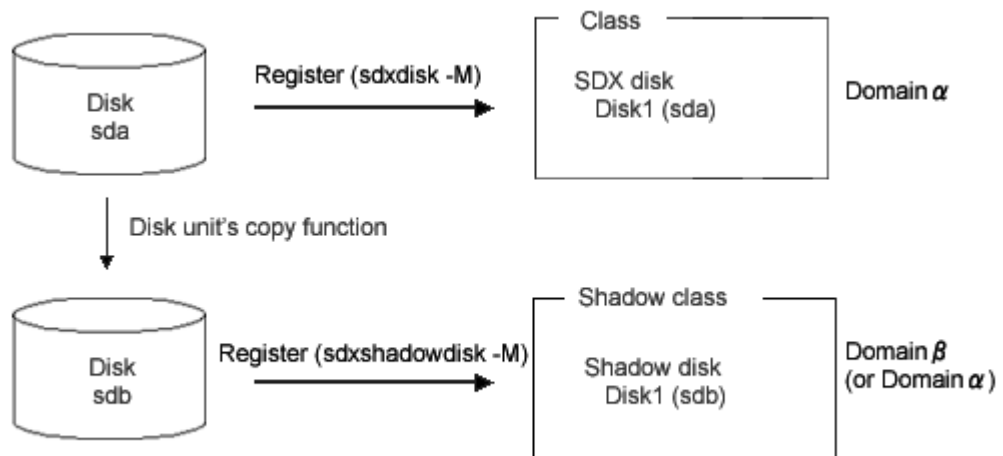 Class
Register (sdxdisk -M)
SDX disk
Disk1 (sda)
Domain α
Disk
sda
Disk unit's copy function
Shadow class
Register (sdxshadowdisk -M)
Shadow disk
Disk1 (sdb)
Domain β
(or Domain α)
Disk
sdb